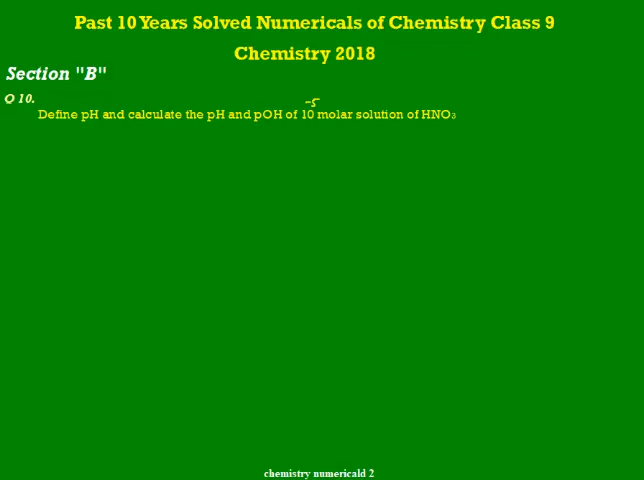 Past 10 Years Solved Numericals of Chemistry Class 9
Chemistry 2018
Section "B"
Q 10.
Define pH and calculate the pH and pOH of 10⁻⁵ molar solution of HNO₃
chemistry numericald 2